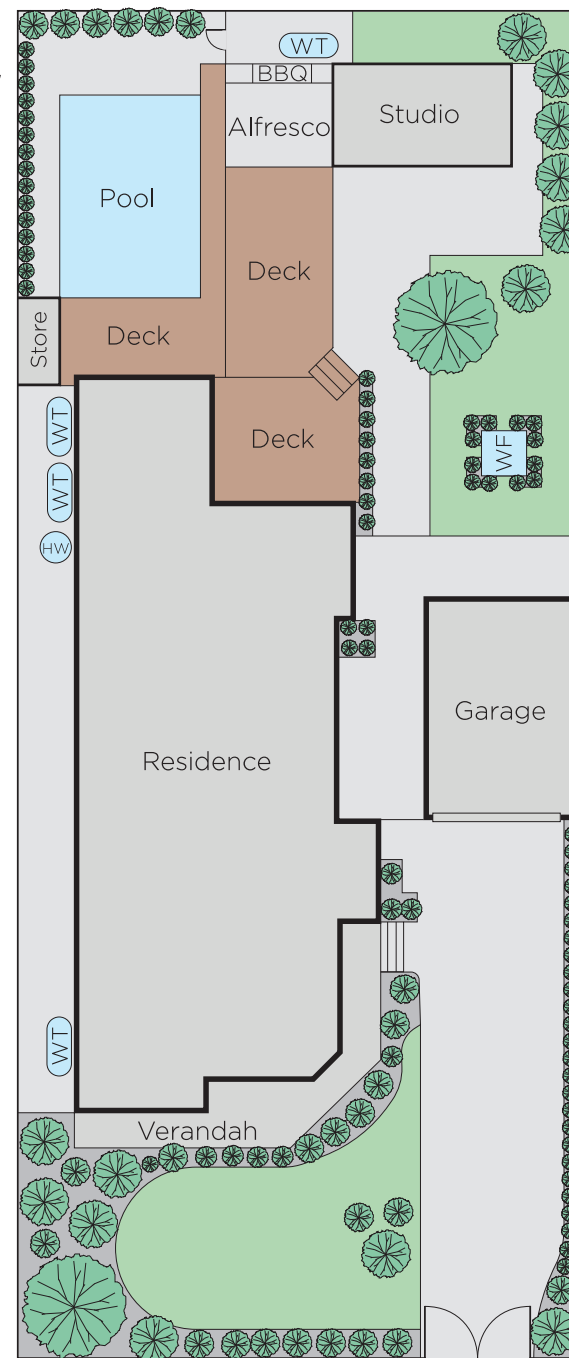 WT
BBQ
Alfresco
Studio
Pool
Deck
Store
Deck
Deck
WT
WF
WT
HW
Garage
Residence
WT
Verandah